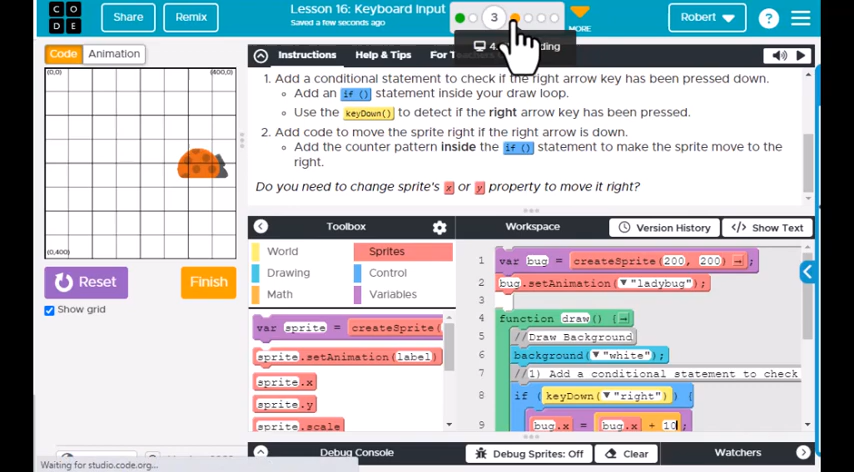 CODE
Share
Remix
Lesson 16: Keyboard Input
Saved a few seconds ago
3
MORE
Robert
?
4.
ding
Code
Animation
Instructions
Help & Tips
For Te
1. Add a conditional statement to check if the right arrow key has been pressed down.
Add an if () statement inside your draw loop.
Use the keyDown() to detect if the right arrow key has been pressed.
2. Add code to move the sprite right if the right arrow is down.
Add the counter pattern inside the if () statement to make the sprite move to the
right.
Do you need to change sprite's x or y property to move it right?
(0,0)
(400,0)
(0,400)
Reset
Finish
Show grid
Toolbox
Workspace
Version History
</> Show Text
World
Sprites
Drawing
Control
Math
Variables
var sprite = createSprite(
sprite.setAnimation(label)
sprite.x
sprite.y
sprite.scale
1 var bug = createSprite(200, 200);
2 bug.setAnimation("ladybug");
3
4 function draw() {
5 //Draw Background
6 background("white");
7 //1) Add a conditional statement to check
8 if (keyDown("right")) {
9 bug.x = bug.x + 10;
Debug Console
Debug Sprites: Off
Clear
Watchers
Waiting for studio.code.org...